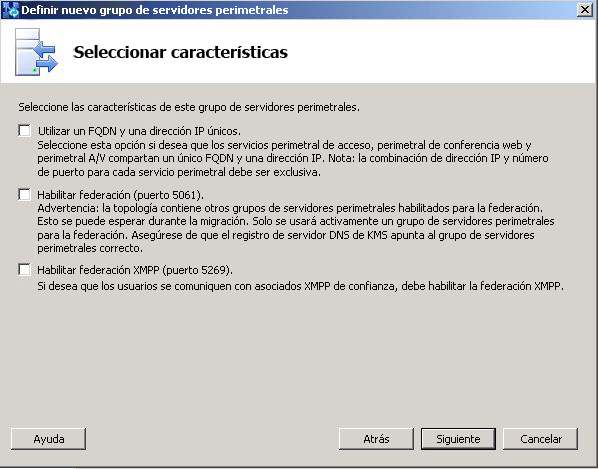 Definir nuevo grupo de servidores perimetrales
Seleccionar características
Seleccione las características de este grupo de servidores perimetrales.
Utilizar un FQDN y una dirección IP únicos.
Seleccione esta opción si desea que los servicios perimetral de acceso, perimetral de conferencia web y
perimetral A/V compartan un único FQDN y una dirección IP. Nota: la combinación de dirección IP y número
de puerto para cada servicio perimetral debe ser exclusiva.
Habilitar federación (puerto 5061).
Advertencia: la topología contiene otros grupos de servidores perimetrales habilitados para la federación.
Esto se puede esperar durante la migración. Solo se usará activamente un grupo de servidores perimetrales
para la federación. Asegúrese de que el registro de servidor DNS de KMS apunta al grupo de servidores
perimetrales correcto.
Habilitar federación XMPP (puerto 5269).
Si desea que los usuarios se comuniquen con asociados XMPP de confianza, debe habilitar la federación XMPP.
Ayuda
Atrás
Siguiente
Cancelar